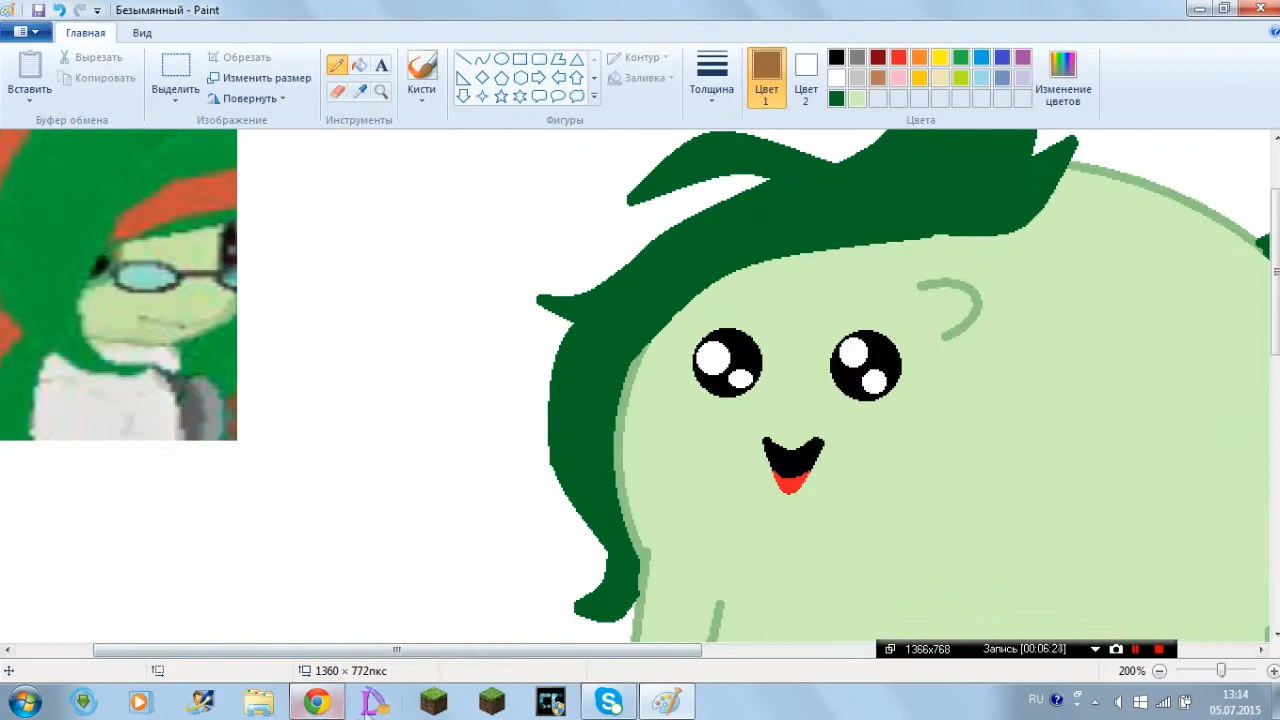 Безымянный - Paint
Главная
Вид
Вставить
Вырезать
Копировать
Буфер обмена
Выделить
Обрезать
Изменить размер
Повернуть
Изображение
A
Инструменты
Кисти
Контур
Заливка
Фигуры
Толщина
Цвет
1
Цвет
2
Изменение
цветов
Цвета
1366x768
Запись [00:06:23]
1360 × 772пкс
200%
RU
13:14
05.07.2015